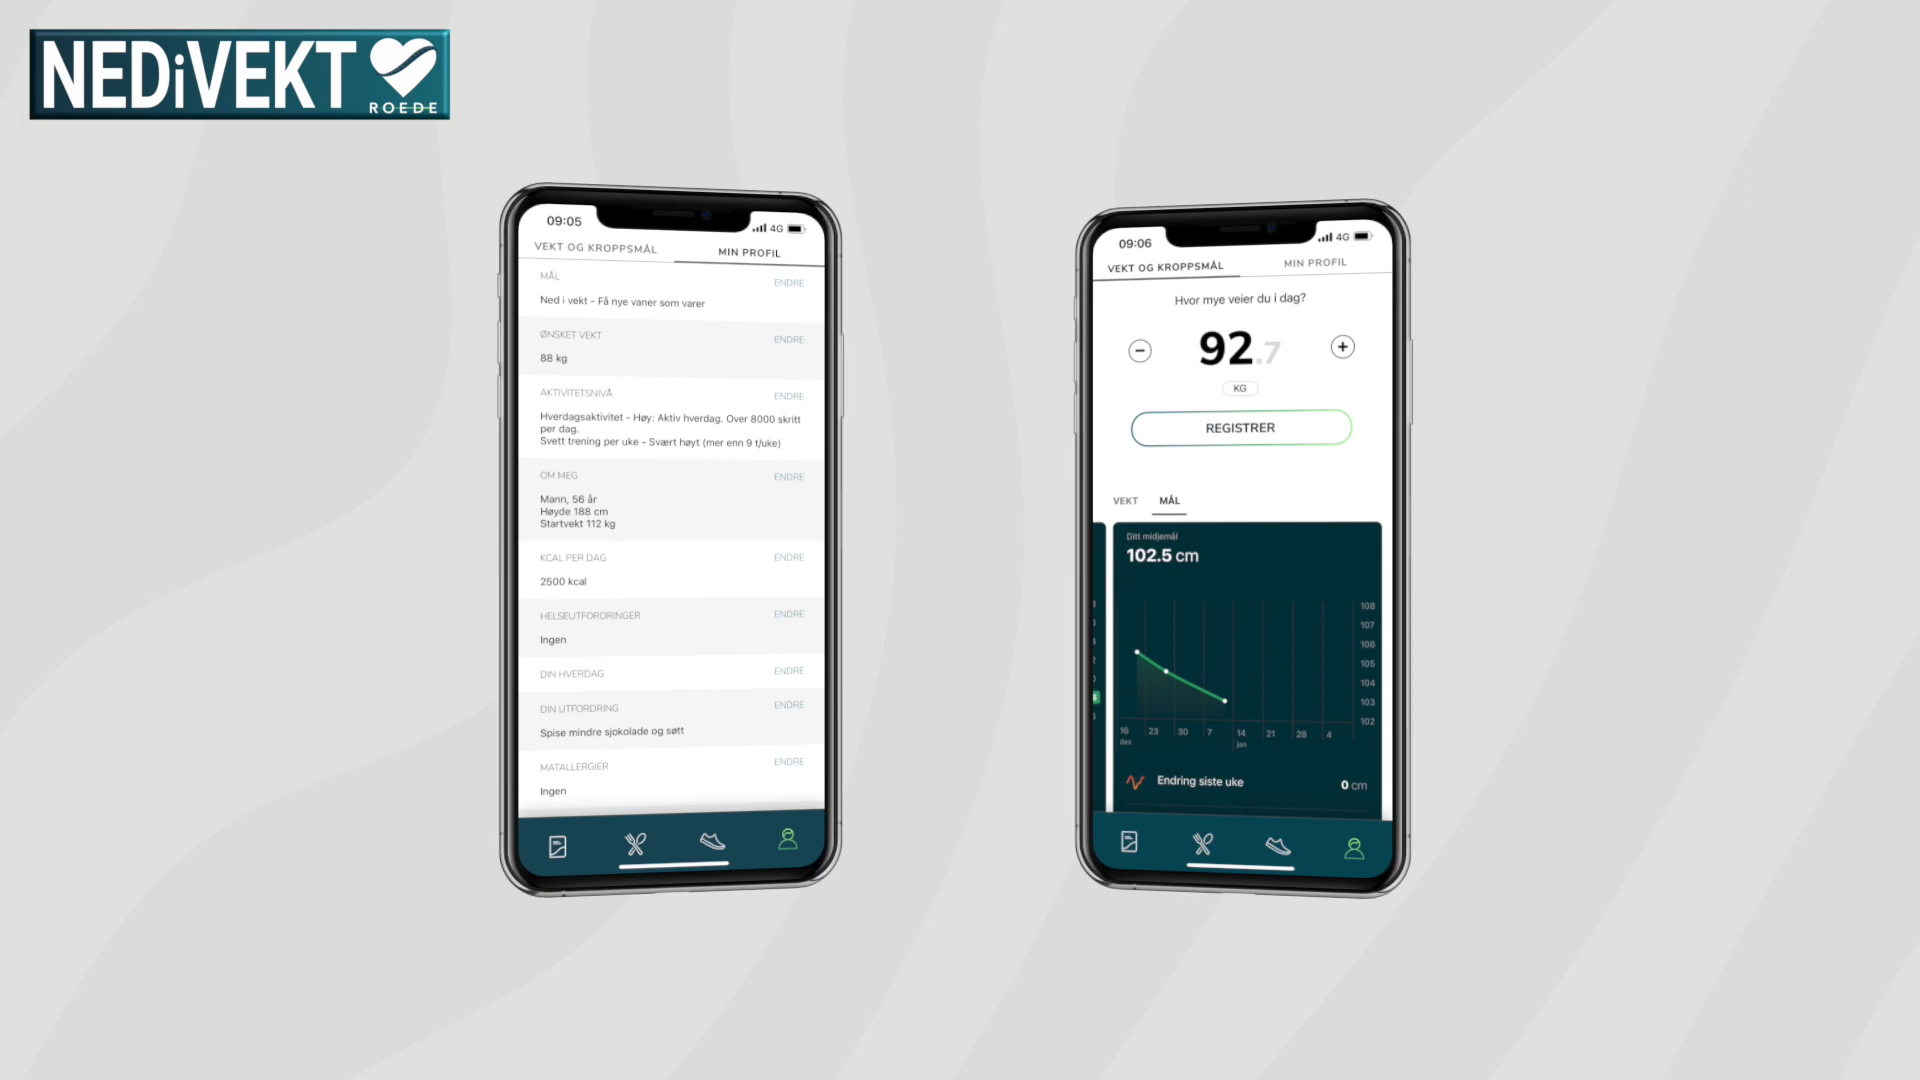 NEDiVEKT
ROEDE
09:05
4G
VEKT OG KROPPSMÅL
MIN PROFIL
MÅL
ENDRE
Ned i vekt - Få nye vaner som varer
ØNSKET VEKT
ENDRE
88 kg
AKTIVITETSNIVÅ
ENDRE
Hverdagsaktivitet - Høy: Aktiv hverdag. Over 8000 skritt
per dag.
Svett trening per uke - Svært høyt (mer enn 9 t/uke)
OM MEG
ENDRE
Mann, 56 år
Høyde 188 cm
Startvekt 112 kg
KCAL PER DAG
ENDRE
2500 kcal
HELSEUTFORDRINGER
ENDRE
Ingen
DIN HVERDAG
ENDRE
DIN UTFORDRING
ENDRE
Spise mindre sjokolade og søtt
MATALLERGIER
ENDRE
Ingen
09:06
4G
VEKT OG KROPPSMÅL
MIN PROFIL
Hvor mye veier du i dag?
92.7
KG
REGISTRER
VEKT
MÅL
Ditt midjemål
102.5 cm
108
107
106
105
104
103
102
16 23 30 7 14 21 28 4
des jan
Endring siste uke
0 cm